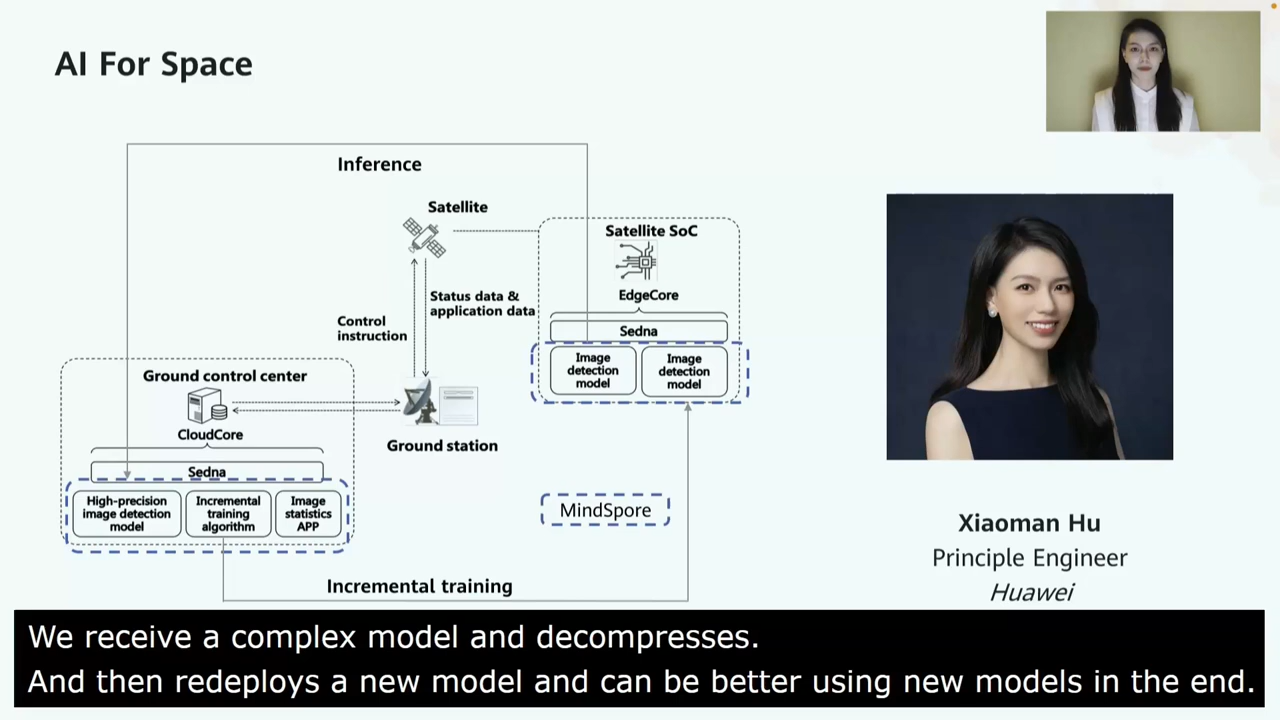 AI For Space
Inference
Satellite
Satellite SoC
EdgeCore
Status data &
application data
Control
instruction
Sedna
Image
detection
model
Image
detection
model
Ground control center
CloudCore
Ground station
Sedna
High-precision
image detection
model
Incremental
training
algorithm
Image
statistics
APP
MindSpore
Incremental training
Xiaoman Hu
Principle Engineer
Huawei
We receive a complex model and decompresses.
And then redeploys a new model and can be better using new models in the end.